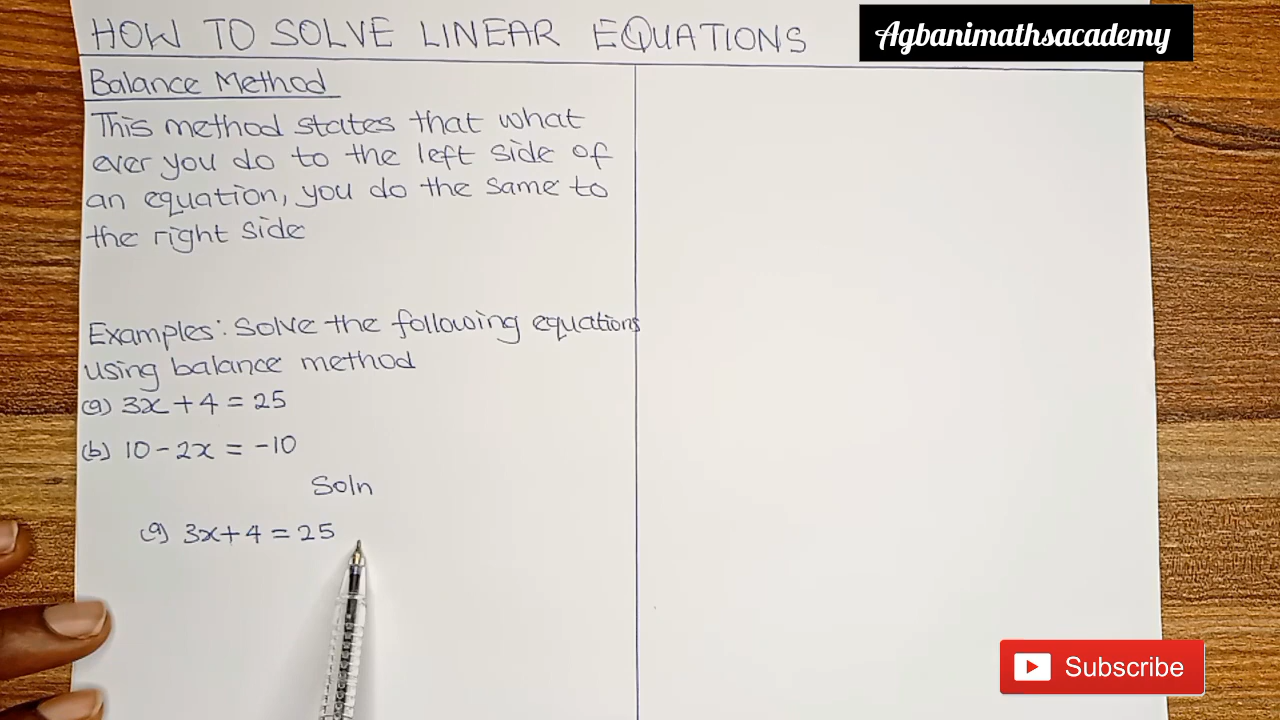 HOW TO SOLVE LINEAR EQUATIONS
Agbanimathsacademy
Balance Method
This method states that what
ever you do to the left side of
an equation, you do the same to
the right side
Examples: Solve the following equations
using balance method
(a) 3x + 4 = 25
(b) 10 - 2x = -10
Soln
(a) 3x + 4 = 25
Subscribe